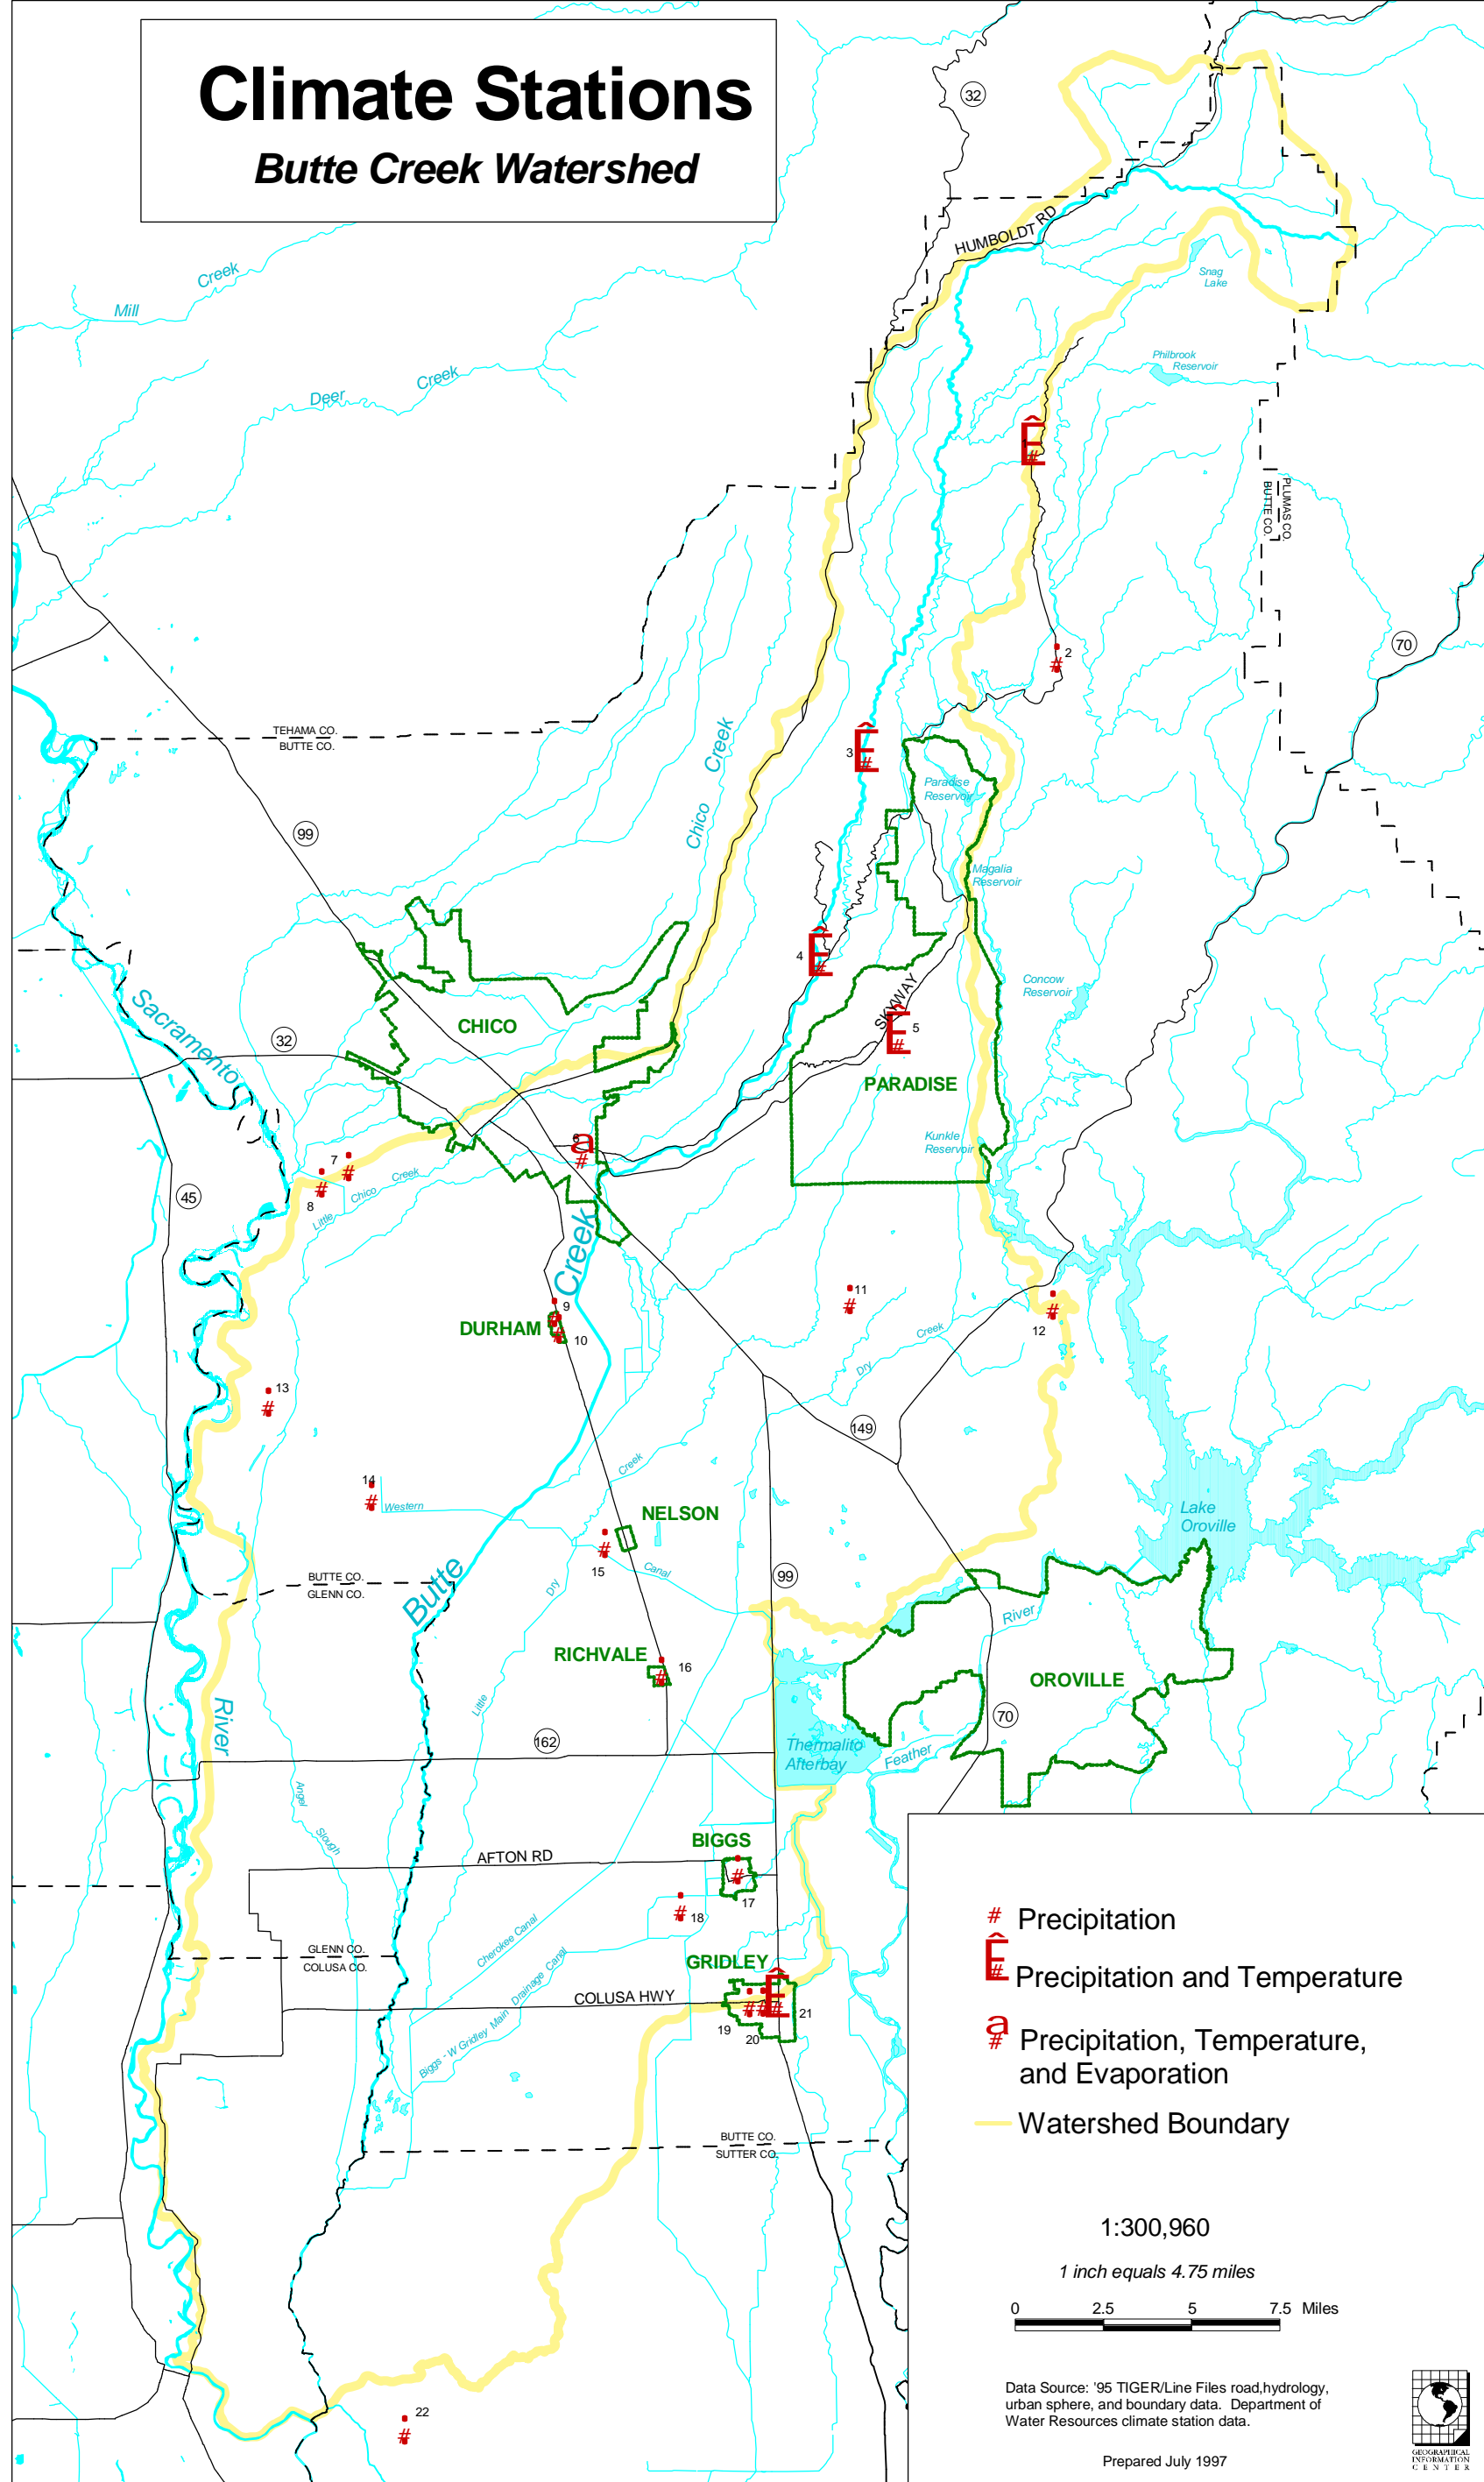 Climate Stations
Butte Creek Watershed
32
HUMBOLDT RD
Mill Creek
Deer Creek
Snag
Lake
Philbrook
Reservoir
1
PLUMAS CO.
BUTTE CO.
2
70
TEHAMA CO.
BUTTE CO.
3
Chico Creek
Paradise
Reservoir
99
Magalia
Reservoir
4
Concow
Reservoir
SKYWAY
5
CHICO
Sacramento
32
PARADISE
Kunkle
Reservoir
6
7
8
Little Chico Creek
45
Creek
9
DURHAM
10
11
12
Dry Creek
13
149
14
Western
Creek
NELSON
Lake
Oroville
15
Canal
99
BUTTE CO.
GLENN CO.
Butte
Dry
River
RICHVALE
16
OROVILLE
Little
River
70
162
Thermalito
Afterbay
Feather
Angel
Slough
BIGGS
AFTON RD
17
18
Cherokee Canal
GLENN CO.
COLUSA CO.
GRIDLEY
Biggs - W Gridley Main Drainage Canal
COLUSA HWY
19
20
21
BUTTE CO.
SUTTER CO.
22
# Precipitation
Ê
# Precipitation and Temperature
a
# Precipitation, Temperature,
and Evaporation
Watershed Boundary
1:300,960
1 inch equals 4.75 miles
0 2.5 5 7.5 Miles
Data Source: '95 TIGER/Line Files road,hydrology,
urban sphere, and boundary data. Department of
Water Resources climate station data.
Prepared July 1997
GEOGRAPHICAL
INFORMATION
CENTER